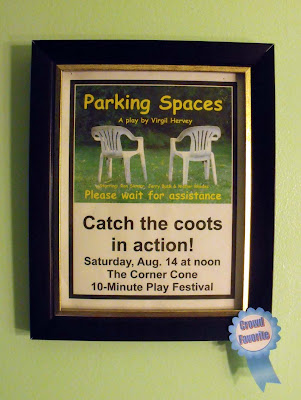 Parking Spaces
A play by Virgil Hervey
Please wait for assistance
Catch the coots
in action!
Saturday, Aug. 14 at noon
The Corner Cone
10-Minute Play Festival
Crowd
Favorite